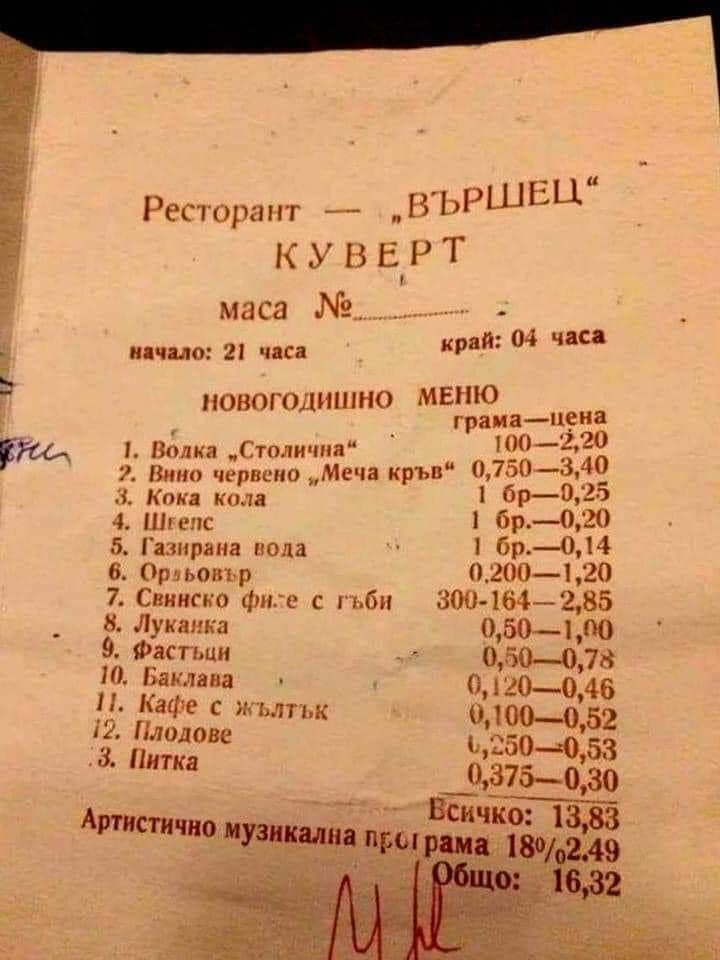 Ресторант — „ВЪРШЕЦ“
КУВЕРТ
маса №
начало: 21 часа край: 04 часа
НОВОГОДИШНО МЕНЮ
грама—цена
1. Водка „Столична“ 100—2,20
2. Вино червено „Меча кръв“ 0,750—3,40
3. Кока кола 1 бр—0,25
4. Швепс 1 бр.—0,20
5. Газирана вода 1 бр.—0,14
6. Ордьовър 0.200—1,20
7. Свинско филе с гъби 300-164—2,85
8. Луканка 0,50—1,00
9. Фастъци 0,50—0,78
10. Баклава 0,120—0,46
11. Кафе с жълтък 0,100—0,52
12. Плодове 0,250—0,53
3. Питка 0,375—0,30
Всичко: 13,83
Артистично музикална програма 18% 2.49
Общо: 16,32